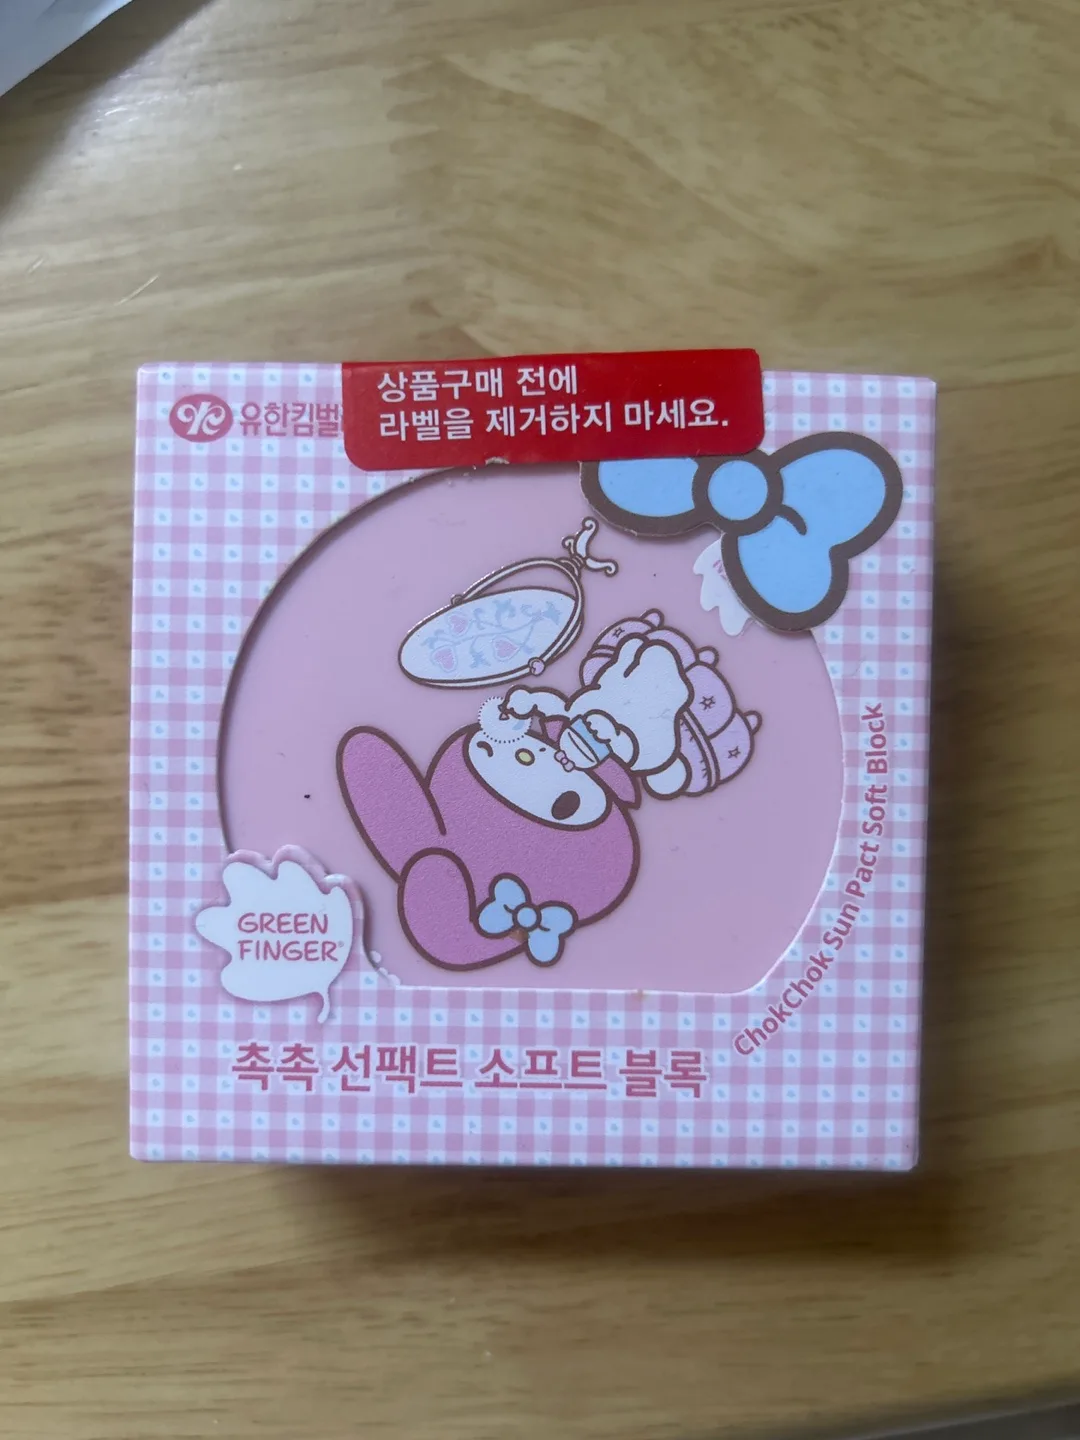 상품구매 전에
라벨을 제거하지 마세요.
유한킴벌
GREEN
FINGER®
ChokChok Sun Pact Soft Block
촉촉 선팩트 소프트 블록